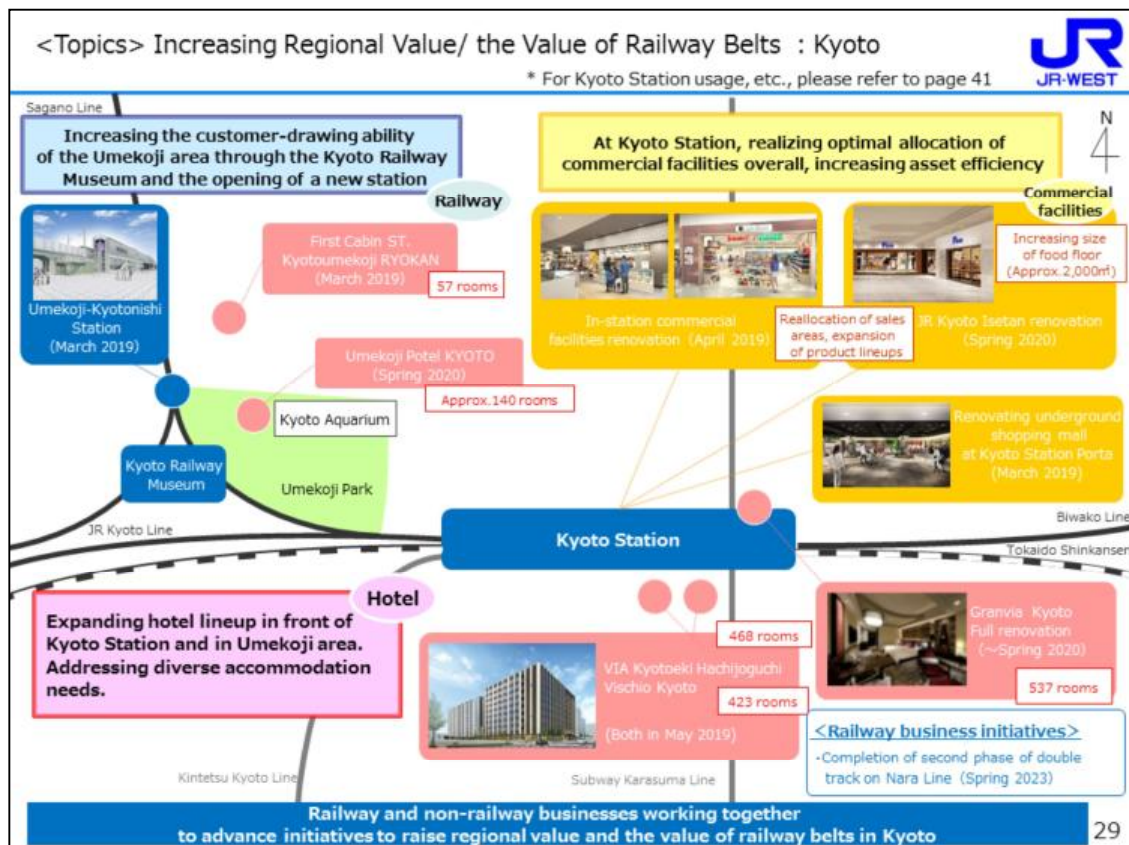 <Topics> Increasing Regional Value/ the Value of Railway Belts : Kyoto
JR-WEST
* For Kyoto Station usage, etc., please refer to page 41
Sagano Line
Increasing the customer-drawing ability
of the Umekoji area through the Kyoto Railway
Museum and the opening of a new station
Railway
At Kyoto Station, realizing optimal allocation of
commercial facilities overall, increasing asset efficiency
N
4
Commercial
facilities
Umekoji-Kyotonishi
Station
(March 2019)
First Cabin ST.
Kyotoumekoji RYOKAN
(March 2019)
57 rooms
Umekoji Potel KYOTO
(Spring 2020)
Approx.140 rooms
In-station commercial
facilities renovation (April 2019)
Reallocation of sales
areas, expansion
of product lineups
Increasing size
of food floor
(Approx.2,000㎡)
JR Kyoto Isetan renovation
(Spring 2020)
Kyoto Aquarium
Kyoto Railway
Museum
Umekoji Park
Renovating underground
shopping mall
at Kyoto Station Porta
(March 2019)
JR Kyoto Line
Kyoto Station
Biwako Line
Tokaido Shinkansen
Hotel
Expanding hotel lineup in front of
Kyoto Station and in Umekoji area.
Addressing diverse accommodation
needs.
468 rooms
VIA Kyotoeki Hachijoguchi
Vischio Kyoto
423 rooms
(Both in May 2019)
Granvia Kyoto
Full renovation
(~Spring 2020)
537 rooms
<Railway business initiatives>
-Completion of second phase of double
track on Nara Line (Spring 2023)
Kintetsu Kyoto Line
Subway Karasuma Line
Railway and non-railway businesses working together
to advance initiatives to raise regional value and the value of railway belts in Kyoto
29